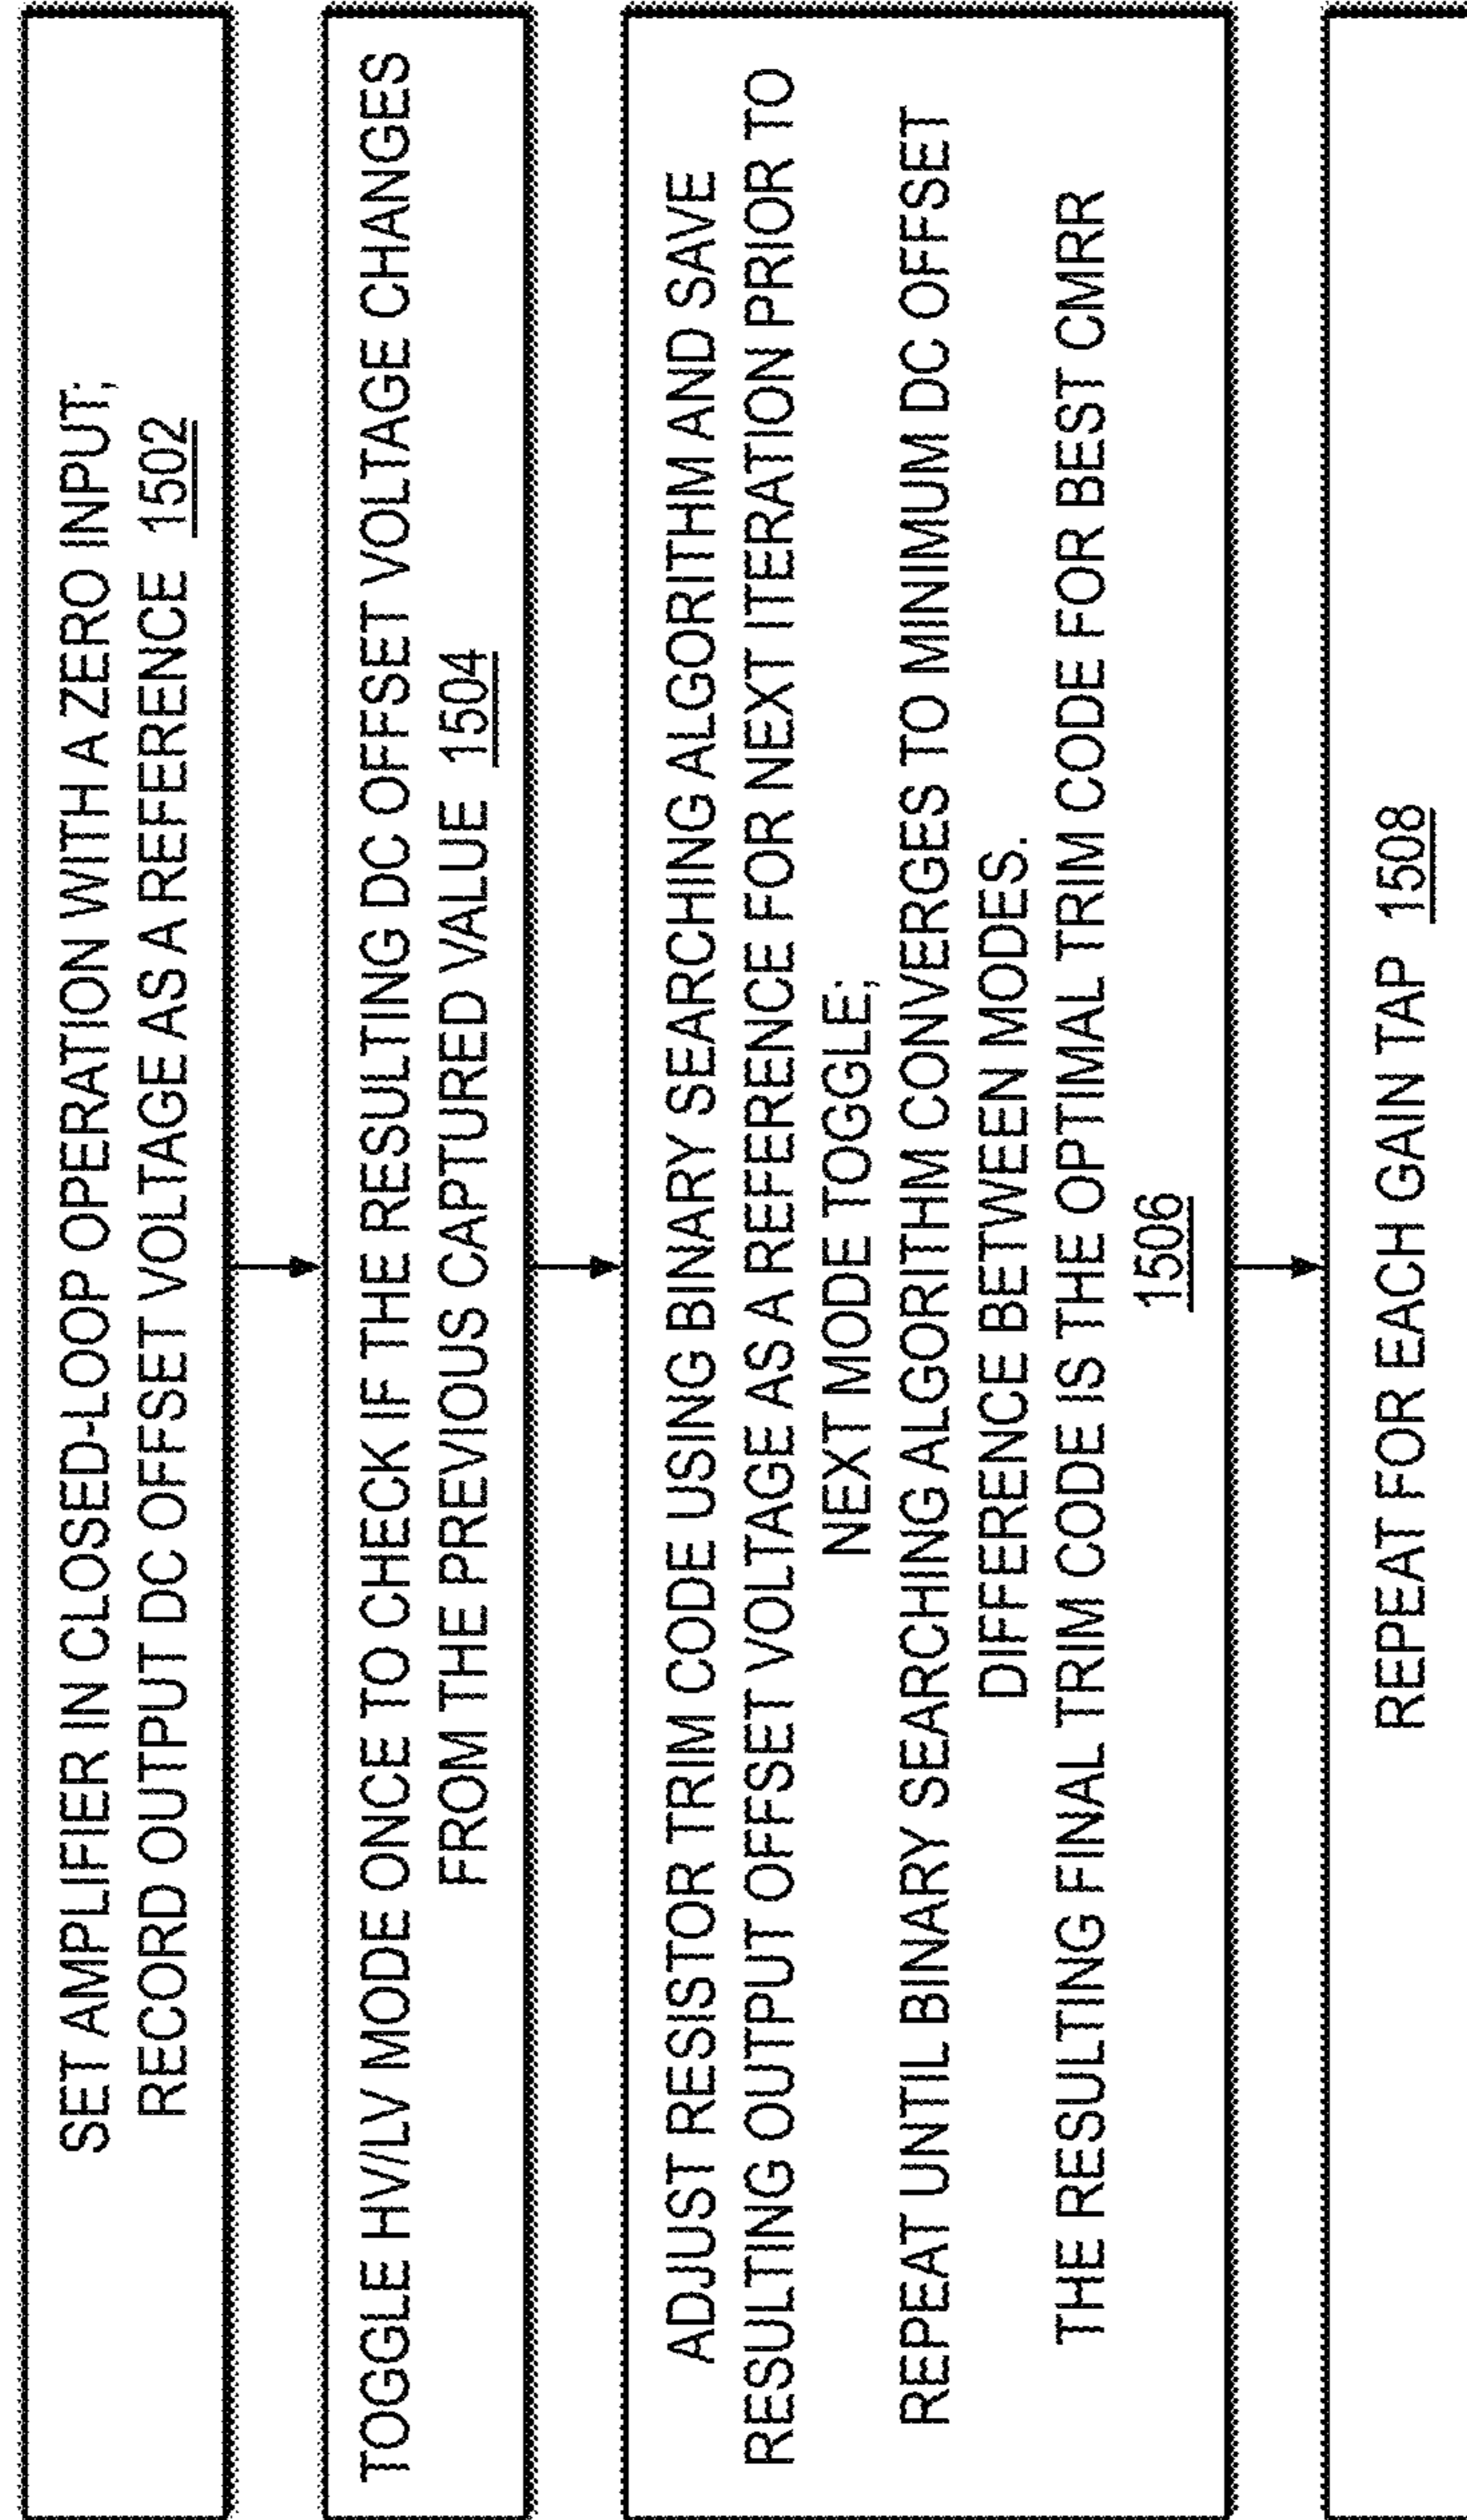 SET AMPLIFIER IN CLOSED-LOOP OPERATION WITH A ZERO INPUT;
RECORD OUTPUT DC OFFSET VOLTAGE AS A REFERENCE 1502
TOGGLE HV/LV MODE ONCE TO CHECK IF THE RESULTING DC OFFSET VOLTAGE CHANGES
FROM THE PREVIOUS CAPTURED VALUE 1504
ADJUST RESISTOR TRIM CODE USING BINARY SEARCHING ALGORITHM AND SAVE
RESULTING OUTPUT OFFSET VOLTAGE AS A REFERENCE FOR NEXT ITERATION PRIOR TO
NEXT MODE TOGGLE;
REPEAT UNTIL BINARY SEARCHING ALGORITHM CONVERGES TO MINIMUM DC OFFSET
DIFFERENCE BETWEEN MODES.
THE RESULTING FINAL TRIM CODE IS THE OPTIMAL TRIM CODE FOR BEST CMRR
1506
REPEAT FOR EACH GAIN TAP 1508